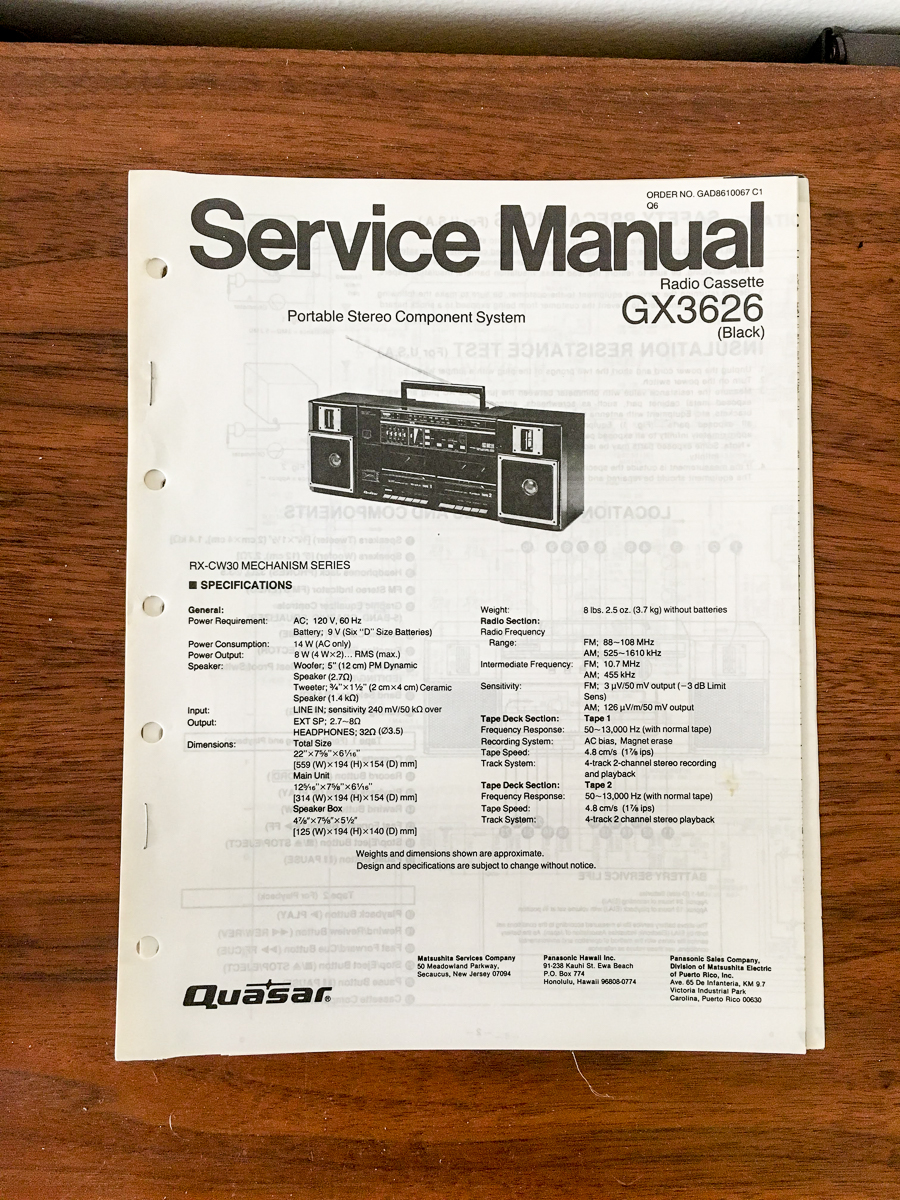 ORDER NO. GAD8610067 C1
Q6
Service Manual
Radio Cassette
GX3626
(Black)
Portable Stereo Component System
RX-CW30 MECHANISM SERIES
■ SPECIFICATIONS
General:
Power Requirement: AC; 120 V, 60 Hz
Battery; 9 V (Six "D" Size Batteries)
Power Consumption: 14 W (AC only)
Power Output: 8 W (4 W×2)... RMS (max.)
Speaker: Woofer; 5" (12 cm) PM Dynamic
Speaker (2.7Ω)
Tweeter; ¾"×1½" (2 cm×4 cm) Ceramic
Speaker (1.4 kΩ)
Input: LINE IN; sensitivity 240 mV/50 kΩ over
Output: EXT SP; 2.7~8Ω
HEADPHONES; 32Ω (∅3.5)
Dimensions: Total Size
22"×7⅝"×6¹⁄₁₆"
[559 (W)×194 (H)×154 (D) mm]
Main Unit
12⁵⁄₁₆"×7⅝"×6¹⁄₁₆"
[314 (W)×194 (H)×154 (D) mm]
Speaker Box
4⅞"×7⅝"×5½"
[125 (W)×194 (H)×140 (D) mm]
Weight: 8 lbs. 2.5 oz. (3.7 kg) without batteries
Radio Section:
Radio Frequency
Range: FM; 88~108 MHz
AM; 525~1610 kHz
Intermediate Frequency: FM; 10.7 MHz
AM; 455 kHz
Sensitivity: FM; 3 μV/50 mV output (−3 dB Limit
Sens)
AM; 126 μV/m/50 mV output
Tape Deck Section: Tape 1
Frequency Response: 50~13,000 Hz (with normal tape)
Recording System: AC bias, Magnet erase
Tape Speed: 4.8 cm/s (1⅞ ips)
Track System: 4-track 2-channel stereo recording
and playback
Tape Deck Section: Tape 2
Frequency Response: 50~13,000 Hz (with normal tape)
Tape Speed: 4.8 cm/s (1⅞ ips)
Track System: 4-track 2 channel stereo playback
Weights and dimensions shown are approximate.
Design and specifications are subject to change without notice.
Quasar®
Matsushita Services Company
50 Meadowland Parkway,
Secaucus, New Jersey 07094
Panasonic Hawaii Inc.
91-238 Kauhi St. Ewa Beach
P.O. Box 774
Honolulu, Hawaii 96808-0774
Panasonic Sales Company,
Division of Matsushita Electric
of Puerto Rico, Inc.
Ave. 65 De Infanteria, KM 9.7
Victoria Industrial Park
Carolina, Puerto Rico 00630